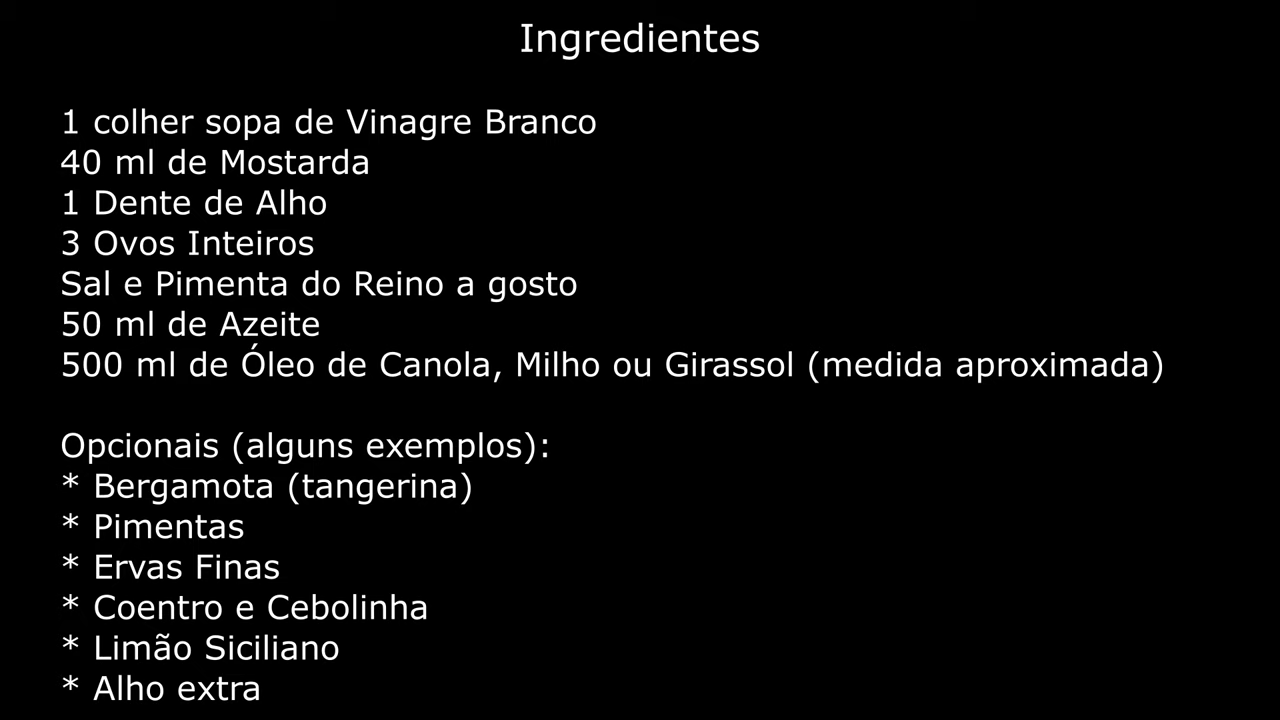 Ingredientes
1 colher sopa de Vinagre Branco
40 ml de Mostarda
1 Dente de Alho
3 Ovos Inteiros
Sal e Pimenta do Reino a gosto
50 ml de Azeite
500 ml de Óleo de Canola, Milho ou Girassol (medida aproximada)
Opcionais (alguns exemplos):
* Bergamota (tangerina)
* Pimentas
* Ervas Finas
* Coentro e Cebolinha
* Limão Siciliano
* Alho extra